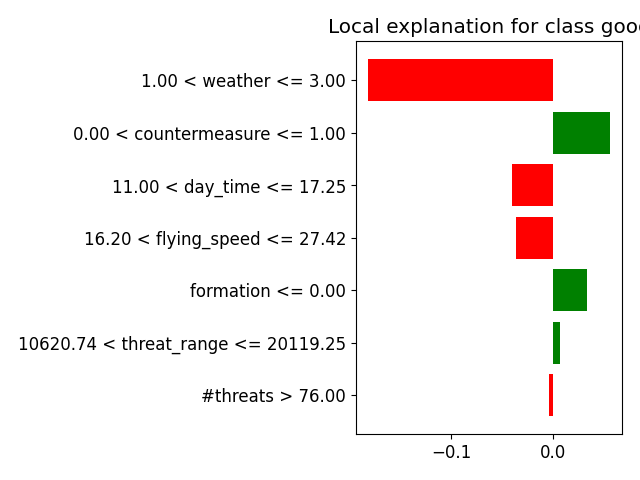 Local explanation for class goo
1.00 < weather <= 3.00
0.00 < countermeasure <= 1.00
11.00 < day_time <= 17.25
16.20 < flying_speed <= 27.42
formation <= 0.00
10620.74 < threat_range <= 20119.25
#threats > 76.00
−0.1 0.0